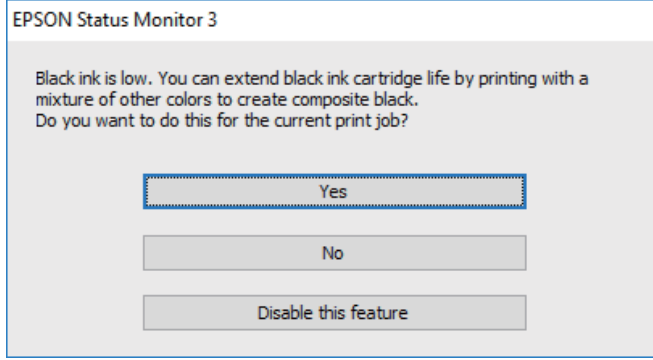 EPSON Status Monitor 3
Black ink is low. You can extend black ink cartridge life by printing with a
mixture of other colors to create composite black.
Do you want to do this for the current print job?
Yes
No
Disable this feature